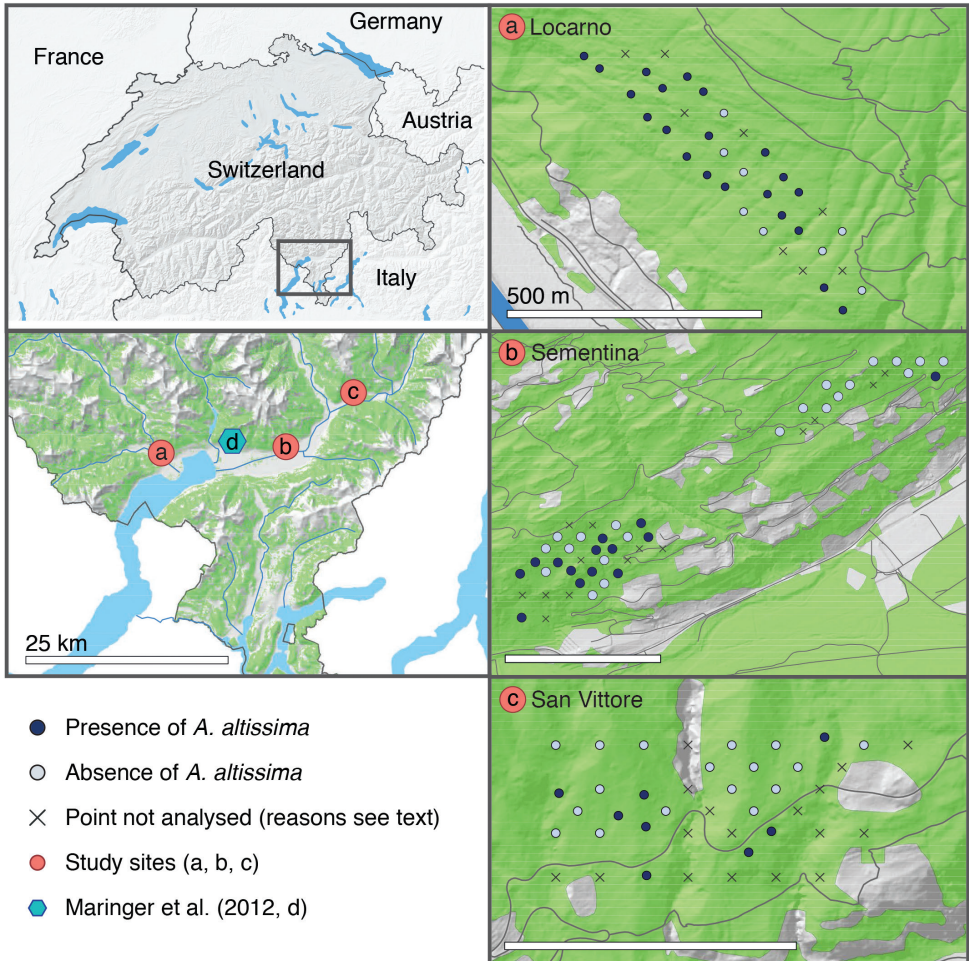 Germany
France
Austria
Switzerland
Italy
a Locarno
500 m
b Sementina
a
d
b
c
25 km
c San Vittore
Presence of A. altissima
Absence of A. altissima
Point not analysed (reasons see text)
Study sites (a, b, c)
Maringer et al. (2012, d)